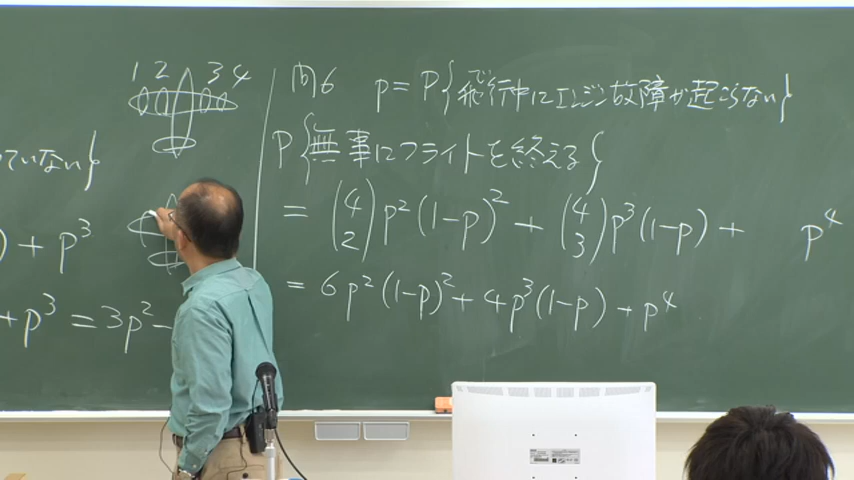 1 2 3 4
っていない}
) + p³
+ p³ = 3p² −
問6 p = P{飛行中にエンジン故障が起こらない}
P{無事にフライトを終える}
= (4 2) p² (1−p)² + (4 3) p³ (1−p) + p⁴
= 6p² (1−p)² + 4p³ (1−p) + p⁴